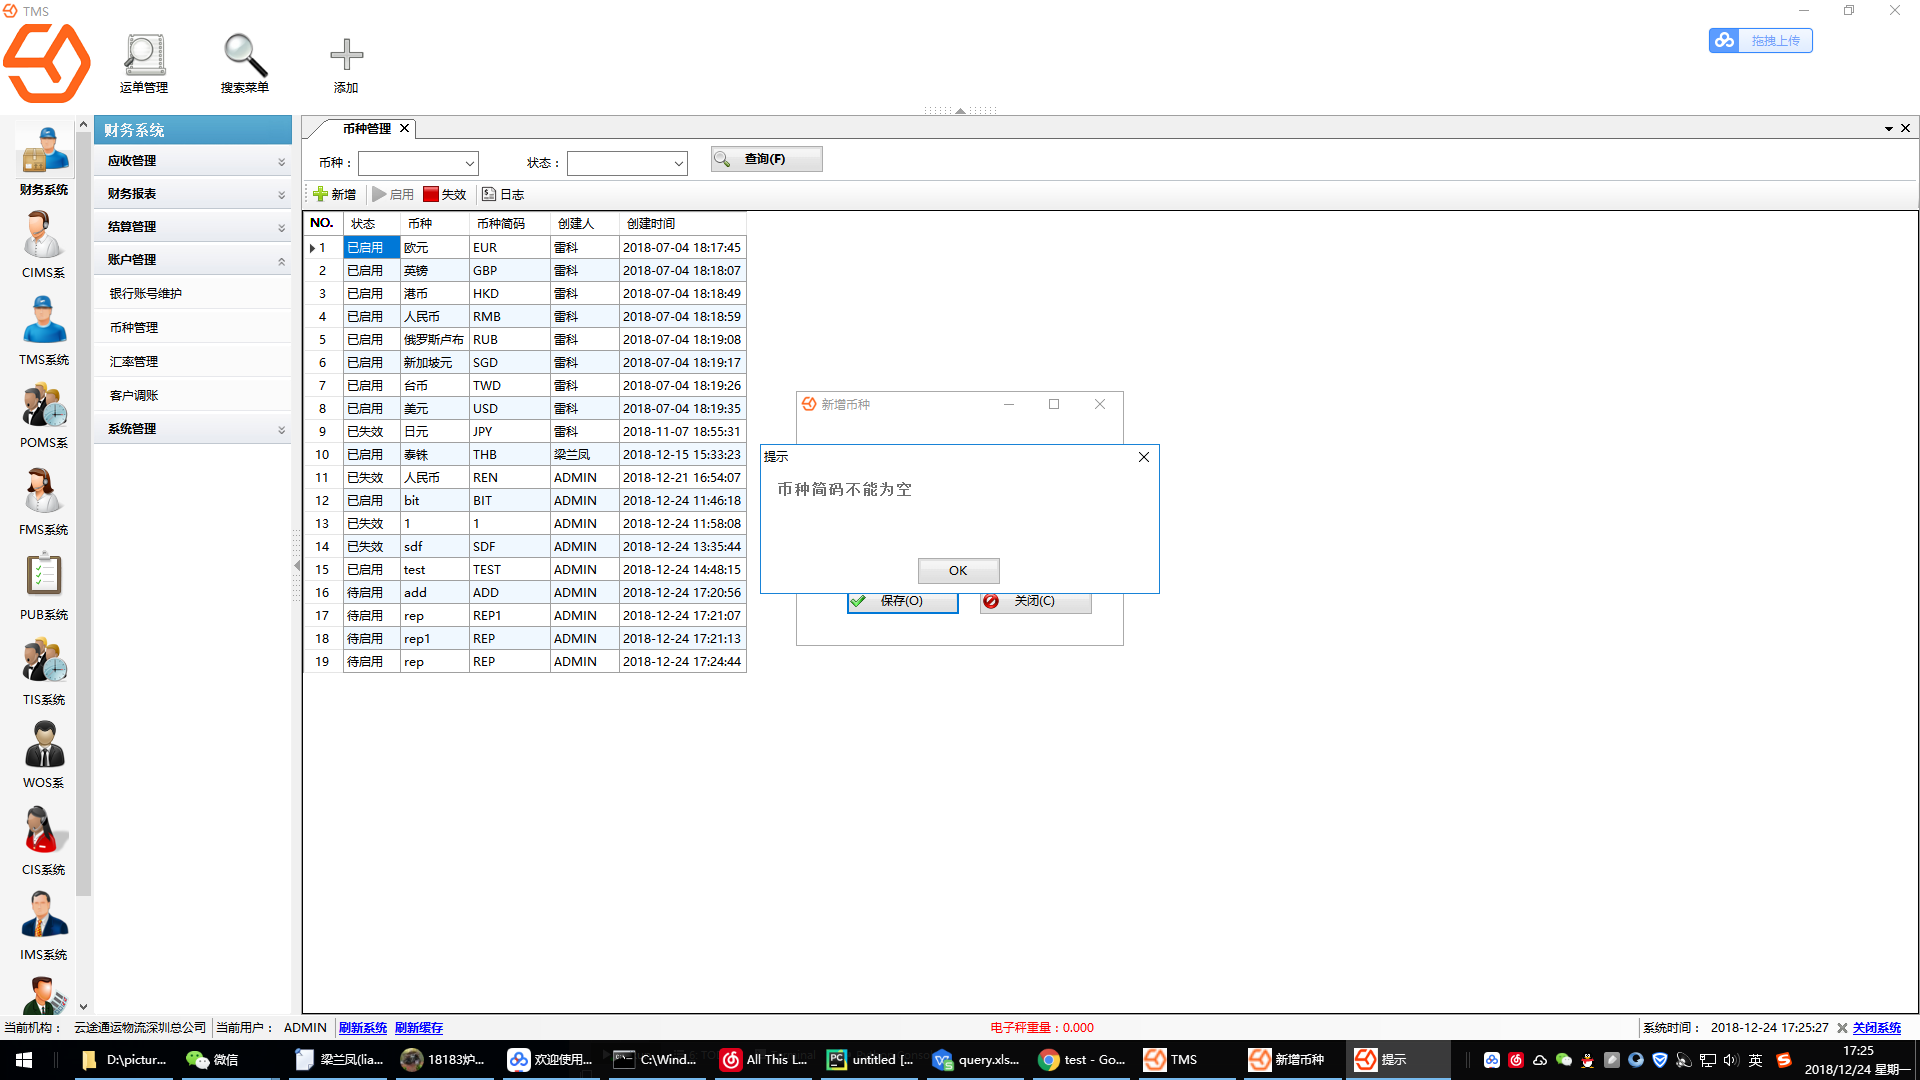 TMS
运单管理
搜索菜单
添加
拖拽上传
财务系统
CIMS系
TMS系统
POMS系
FMS系统
PUB系统
TIS系统
WOS系
CIS系统
IMS系统
财务系统
应收管理
财务报表
结算管理
账户管理
银行账号维护
币种管理
汇率管理
客户调账
系统管理
币种管理
币种： 状态： 查询(F)
新增 启用 失效 日志
NO. 状态 币种 币种简码 创建人 创建时间
1 已启用 欧元 EUR 雷科 2018-07-04 18:17:45
2 已启用 英镑 GBP 雷科 2018-07-04 18:18:07
3 已启用 港币 HKD 雷科 2018-07-04 18:18:49
4 已启用 人民币 RMB 雷科 2018-07-04 18:18:59
5 已启用 俄罗斯卢布 RUB 雷科 2018-07-04 18:19:08
6 已启用 新加坡元 SGD 雷科 2018-07-04 18:19:17
7 已启用 台币 TWD 雷科 2018-07-04 18:19:26
8 已启用 美元 USD 雷科 2018-07-04 18:19:35
9 已失效 日元 JPY 雷科 2018-11-07 18:55:31
10 已启用 泰铢 THB 梁兰凤 2018-12-15 15:33:23
11 已失效 人民币 REN ADMIN 2018-12-21 16:54:07
12 已启用 bit BIT ADMIN 2018-12-24 11:46:18
13 已失效 1 1 ADMIN 2018-12-24 11:58:08
14 已失效 sdf SDF ADMIN 2018-12-24 13:35:44
15 已启用 test TEST ADMIN 2018-12-24 14:48:15
16 待启用 add ADD ADMIN 2018-12-24 17:20:56
17 待启用 rep REP1 ADMIN 2018-12-24 17:21:07
18 待启用 rep1 REP ADMIN 2018-12-24 17:21:13
19 待启用 rep REP ADMIN 2018-12-24 17:24:44
新增币种
提示
币种简码不能为空
OK
保存(O) 关闭(C)
当前机构： 云途通运物流深圳总公司 当前用户： ADMIN 刷新系统 刷新缓存 电子秤重量：0.000 系统时间： 2018-12-24 17:25:27 关闭系统
D:\pictur... 微信 梁兰凤(lia... 18183炉... 欢迎使用... C:\Wind... All This L... untitled [... query.xls... test - Go... TMS 新增币种 提示 英 17:25
2018/12/24 星期一